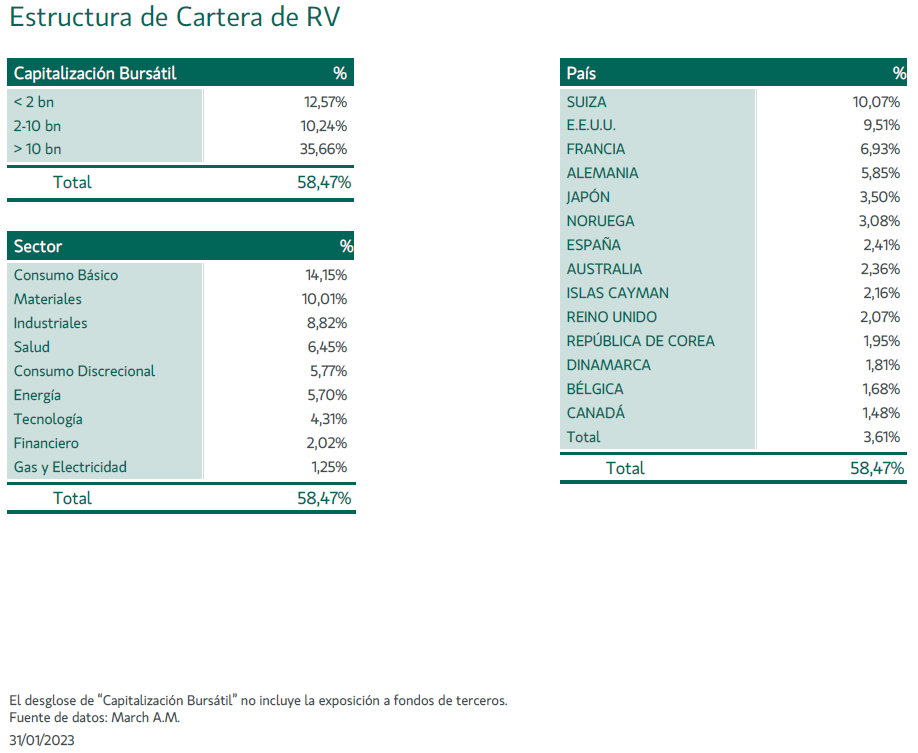 Estructura de Cartera de RV
Capitalización Bursátil %
< 2 bn 12,57%
2-10 bn 10,24%
> 10 bn 35,66%
Total 58,47%
Sector %
Consumo Básico 14,15%
Materiales 10,01%
Industriales 8,82%
Salud 6,45%
Consumo Discrecional 5,77%
Energía 5,70%
Tecnología 4,31%
Financiero 2,02%
Gas y Electricidad 1,25%
Total 58,47%
País %
SUIZA 10,07%
E.E.U.U. 9,51%
FRANCIA 6,93%
ALEMANIA 5,85%
JAPÓN 3,50%
NORUEGA 3,08%
ESPAÑA 2,41%
AUSTRALIA 2,36%
ISLAS CAYMAN 2,16%
REINO UNIDO 2,07%
REPÚBLICA DE COREA 1,95%
DINAMARCA 1,81%
BÉLGICA 1,68%
CANADÁ 1,48%
Total 3,61%
Total 58,47%
El desglose de “Capitalización Bursátil” no incluye la exposición a fondos de terceros.
Fuente de datos: March A.M.
31/01/2023